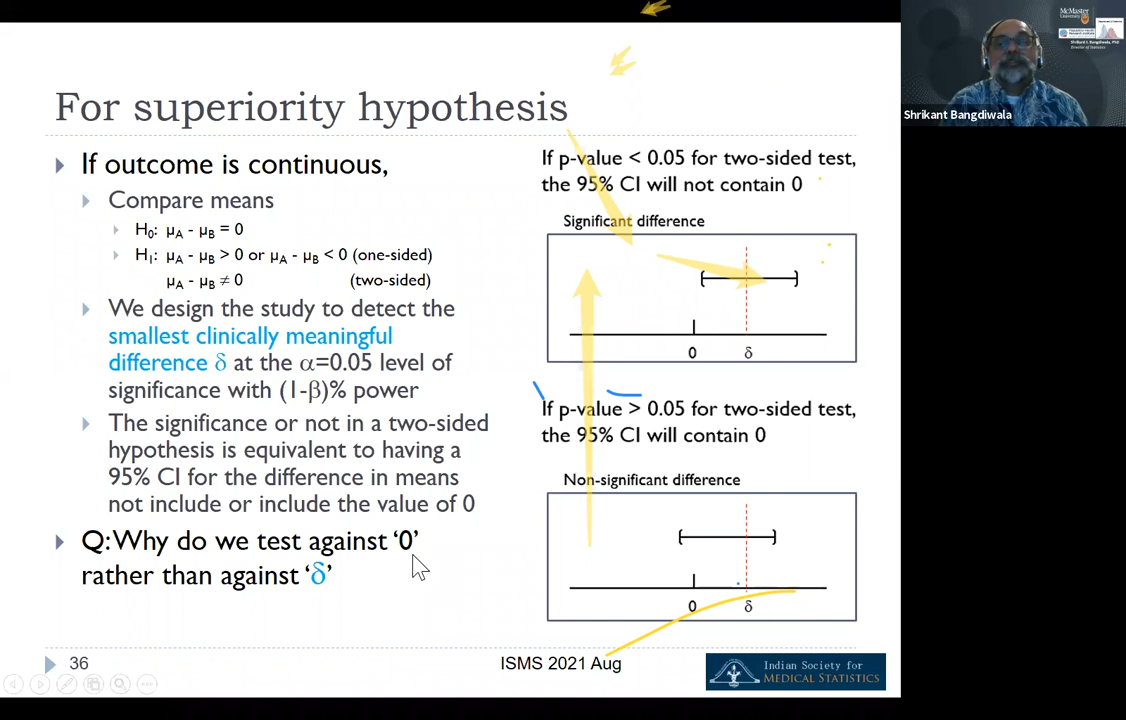 For superiority hypothesis
If outcome is continuous,
Compare means
H₀: μA - μB = 0
H₁: μA - μB > 0 or μA - μB < 0 (one-sided)
μA - μB ≠ 0 (two-sided)
We design the study to detect the
smallest clinically meaningful
difference δ at the α=0.05 level of
significance with (1-β)% power
The significance or not in a two-sided
hypothesis is equivalent to having a
95% CI for the difference in means
not include or include the value of 0
Q: Why do we test against ‘0’
rather than against ‘δ’
If p-value < 0.05 for two-sided test,
the 95% CI will not contain 0
Significant difference
0 δ
If p-value > 0.05 for two-sided test,
the 95% CI will contain 0
Non-significant difference
0 δ
36
ISMS 2021 Aug
Indian Society for
MEDICAL STATISTICS
McMaster
University
Shrikant I. Bangdiwala, PhD
Director of Statistics
Shrikant Bangdiwala